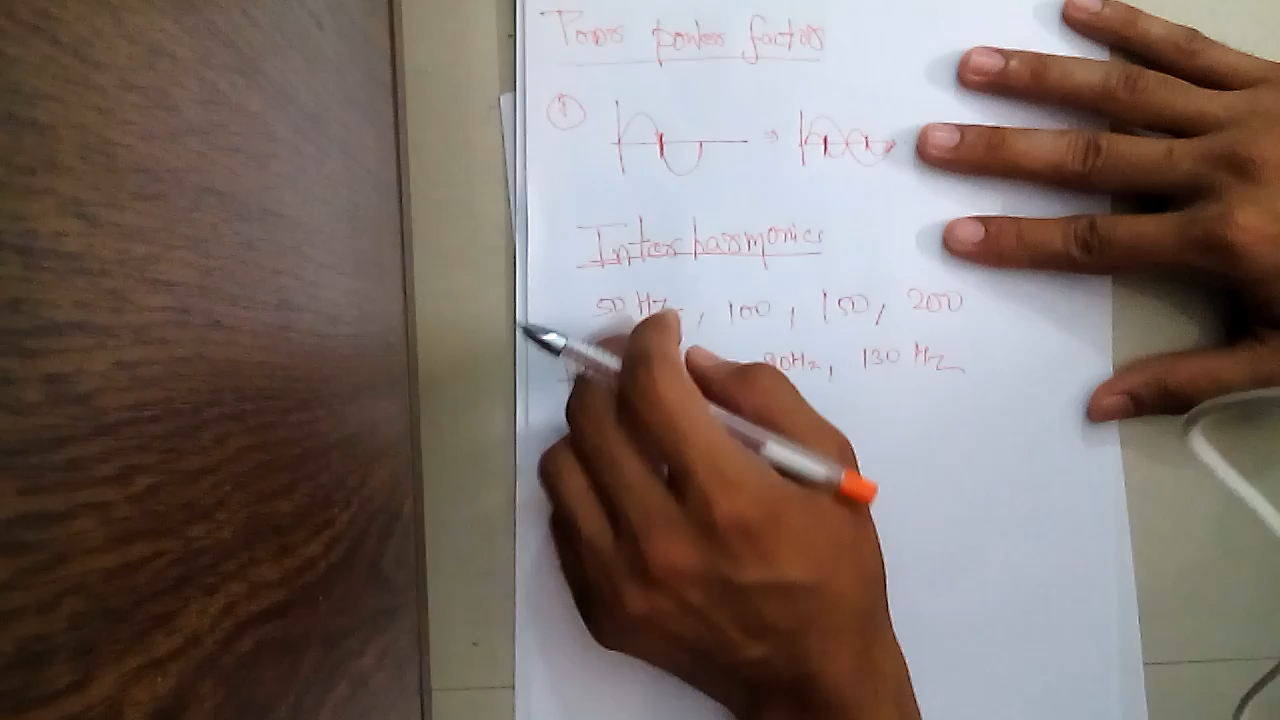 Poor power factor
1
Interharmonics
50 Hz, 100, 150, 200
80Hz, 130 Hz